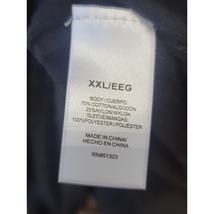 XXL/EEG
BODY/CUERPO
75% COTTON/ALGODÓN
25%NYLON/NYLON
SLEEVE/MANGAS
100%POLYESTER/POLIÉSTER
MADE IN CHINA/
HECHO EN CHINA
RN#51323